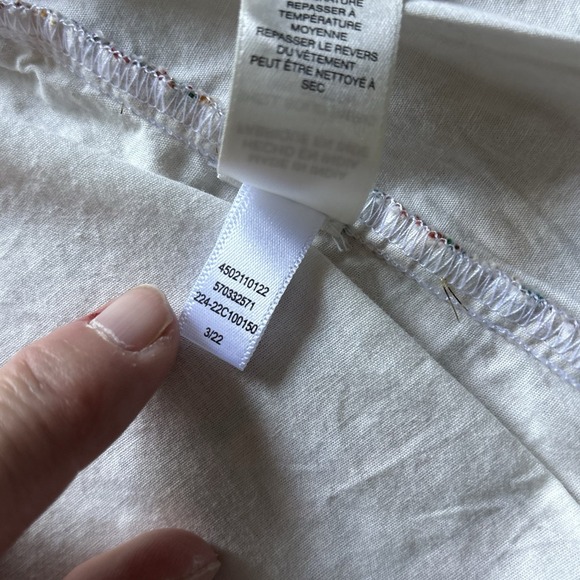 REPASSER À
TEMPÉRATURE
MOYENNE
REPASSER LE REVERS
DU VÊTEMENT
PEUT ÊTRE NETTOYÉ À
SEC
4502110122
570332571
224-22C100150
3/22